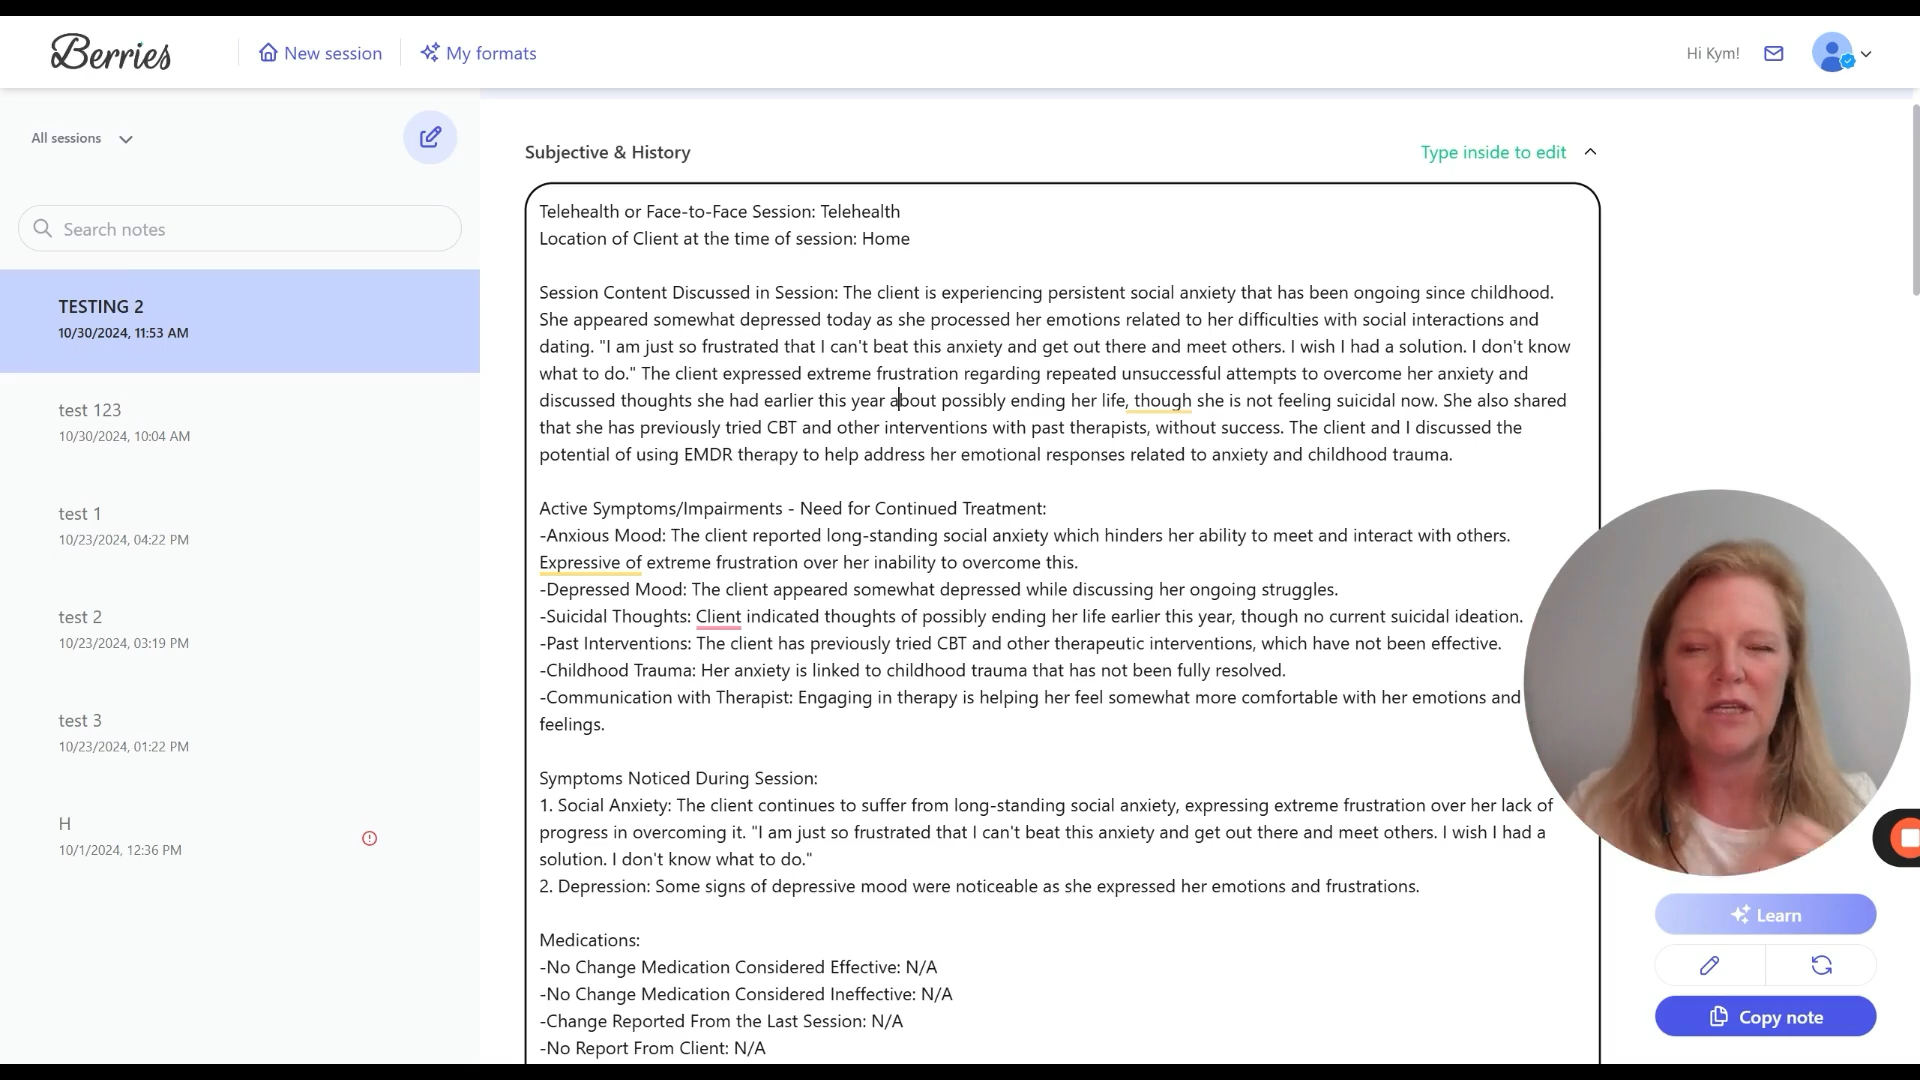 Berries
New session
My formats
Hi Kym!
All sessions
Search notes
TESTING 2
10/30/2024, 11:53 AM
test 123
10/30/2024, 10:04 AM
test 1
10/23/2024, 04:22 PM
test 2
10/23/2024, 03:19 PM
test 3
10/23/2024, 01:22 PM
H
10/1/2024, 12:36 PM
Subjective & History
Type inside to edit
Telehealth or Face-to-Face Session: Telehealth
Location of Client at the time of session: Home
Session Content Discussed in Session: The client is experiencing persistent social anxiety that has been ongoing since childhood.
She appeared somewhat depressed today as she processed her emotions related to her difficulties with social interactions and
dating. "I am just so frustrated that I can't beat this anxiety and get out there and meet others. I wish I had a solution. I don't know
what to do." The client expressed extreme frustration regarding repeated unsuccessful attempts to overcome her anxiety and
discussed thoughts she had earlier this year about possibly ending her life, though she is not feeling suicidal now. She also shared
that she has previously tried CBT and other interventions with past therapists, without success. The client and I discussed the
potential of using EMDR therapy to help address her emotional responses related to anxiety and childhood trauma.
Active Symptoms/Impairments - Need for Continued Treatment:
-Anxious Mood: The client reported long-standing social anxiety which hinders her ability to meet and interact with others.
Expressive of extreme frustration over her inability to overcome this.
-Depressed Mood: The client appeared somewhat depressed while discussing her ongoing struggles.
-Suicidal Thoughts: Client indicated thoughts of possibly ending her life earlier this year, though no current suicidal ideation.
-Past Interventions: The client has previously tried CBT and other therapeutic interventions, which have not been effective.
-Childhood Trauma: Her anxiety is linked to childhood trauma that has not been fully resolved.
-Communication with Therapist: Engaging in therapy is helping her feel somewhat more comfortable with her emotions and
feelings.
Symptoms Noticed During Session:
1. Social Anxiety: The client continues to suffer from long-standing social anxiety, expressing extreme frustration over her lack of
progress in overcoming it. "I am just so frustrated that I can't beat this anxiety and get out there and meet others. I wish I had a
solution. I don't know what to do."
2. Depression: Some signs of depressive mood were noticeable as she expressed her emotions and frustrations.
Medications:
-No Change Medication Considered Effective: N/A
-No Change Medication Considered Ineffective: N/A
-Change Reported From the Last Session: N/A
-No Report From Client: N/A
Learn
Copy note